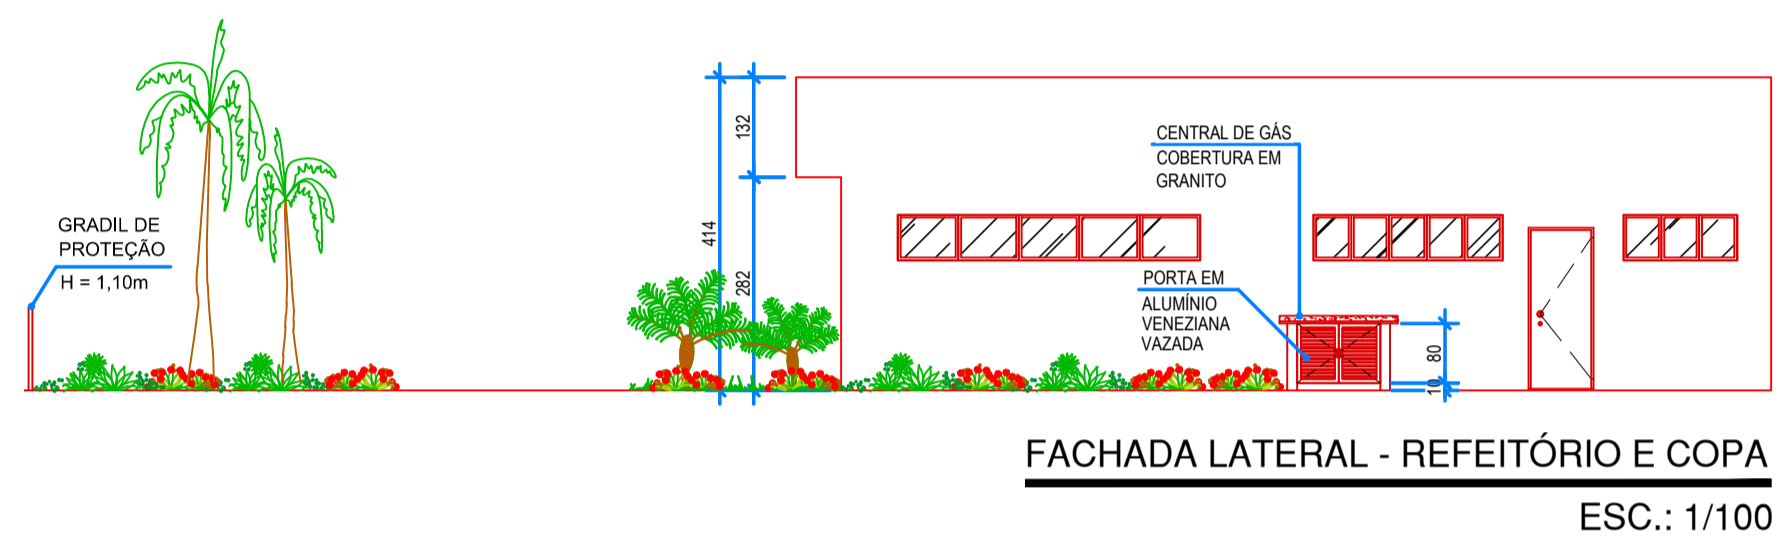 GRADIL DE
PROTEÇÃO
H = 1,10m
132
414
282
CENTRAL DE GÁS
COBERTURA EM
GRANITO
PORTA EM
ALUMÍNIO
VENEZIANA
VAZADA
80
10
FACHADA LATERAL - REFEITÓRIO E COPA
ESC.: 1/100